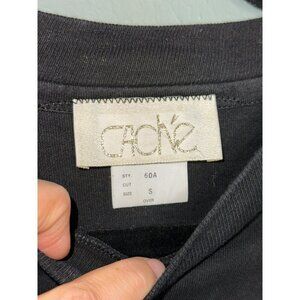 Caché
STY 60A
CUT
SIZE S
OVER